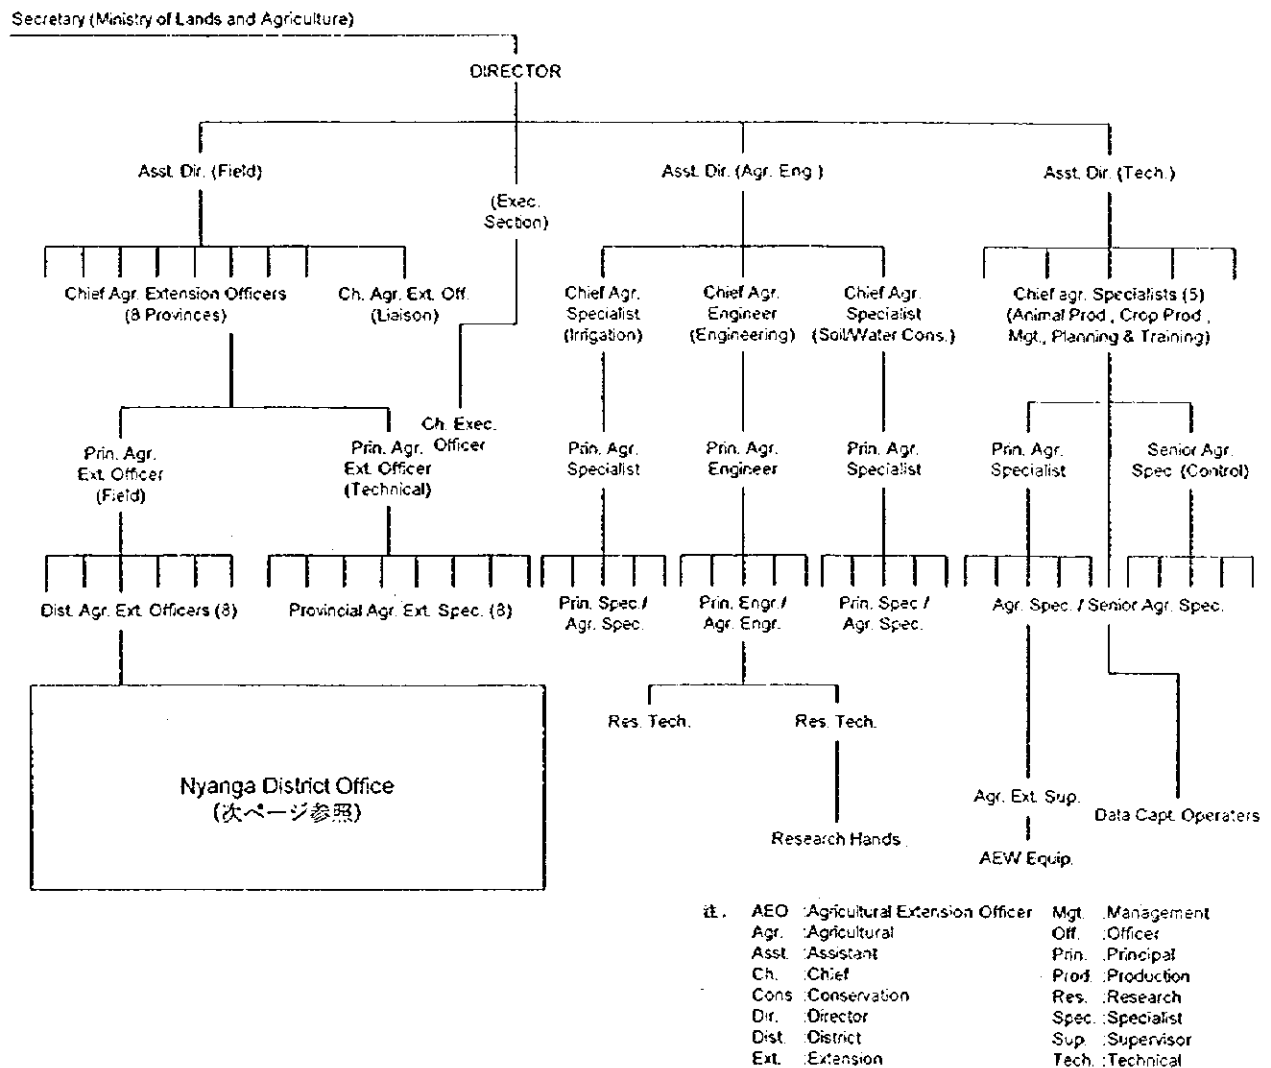 Secretary (Ministry of Lands and Agriculture)
DIRECTOR
Asst. Dir. (Field)
(Exec.
Section)
Asst. Dir. (Agr. Eng.)
Asst. Dir. (Tech.)
Chief Agr. Extension Officers
(8 Provinces)
Ch. Agr. Ext. Off.
(Liaison)
Chief Agr.
Specialist
(Irrigation)
Chief Agr.
Engineer
(Engineering)
Chief Agr.
Specialist
(Soil/Water Cons.)
Chief agr. Specialists (5)
(Animal Prod., Crop Prod.,
Mgt., Planning & Training)
Ch. Exec.
Officer
Prin. Agr.
Ext. Officer
(Field)
Prin. Agr.
Ext. Officer
(Technical)
Prin. Agr.
Specialist
Prin. Agr.
Engineer
Prin. Agr.
Specialist
Prin. Agr.
Specialist
Senior Agr.
Spec. (Control)
Dist. Agr. Ext. Officers (8)
Provincial Agr. Ext. Spec. (8)
Prin. Spec./
Agr. Spec.
Prin. Engr./
Agr. Engr.
Prin. Spec./
Agr. Spec.
Agr. Spec. / Senior Agr. Spec.
Res. Tech.
Res. Tech.
Nyanga District Office
(次ページ参照)
Research Hands
Agr. Ext. Sup.
AEW Equip.
Data Capt. Operaters
注. AEO :Agricultural Extension Officer Mgt. :Management
Agr. :Agricultural Off. :Officer
Asst. :Assistant Prin. :Principal
Ch. :Chief Prod. :Production
Cons :Conservation Res. :Research
Dir. :Director Spec. :Specialist
Dist. :District Sup. :Supervisor
Ext. :Extension Tech. :Technical